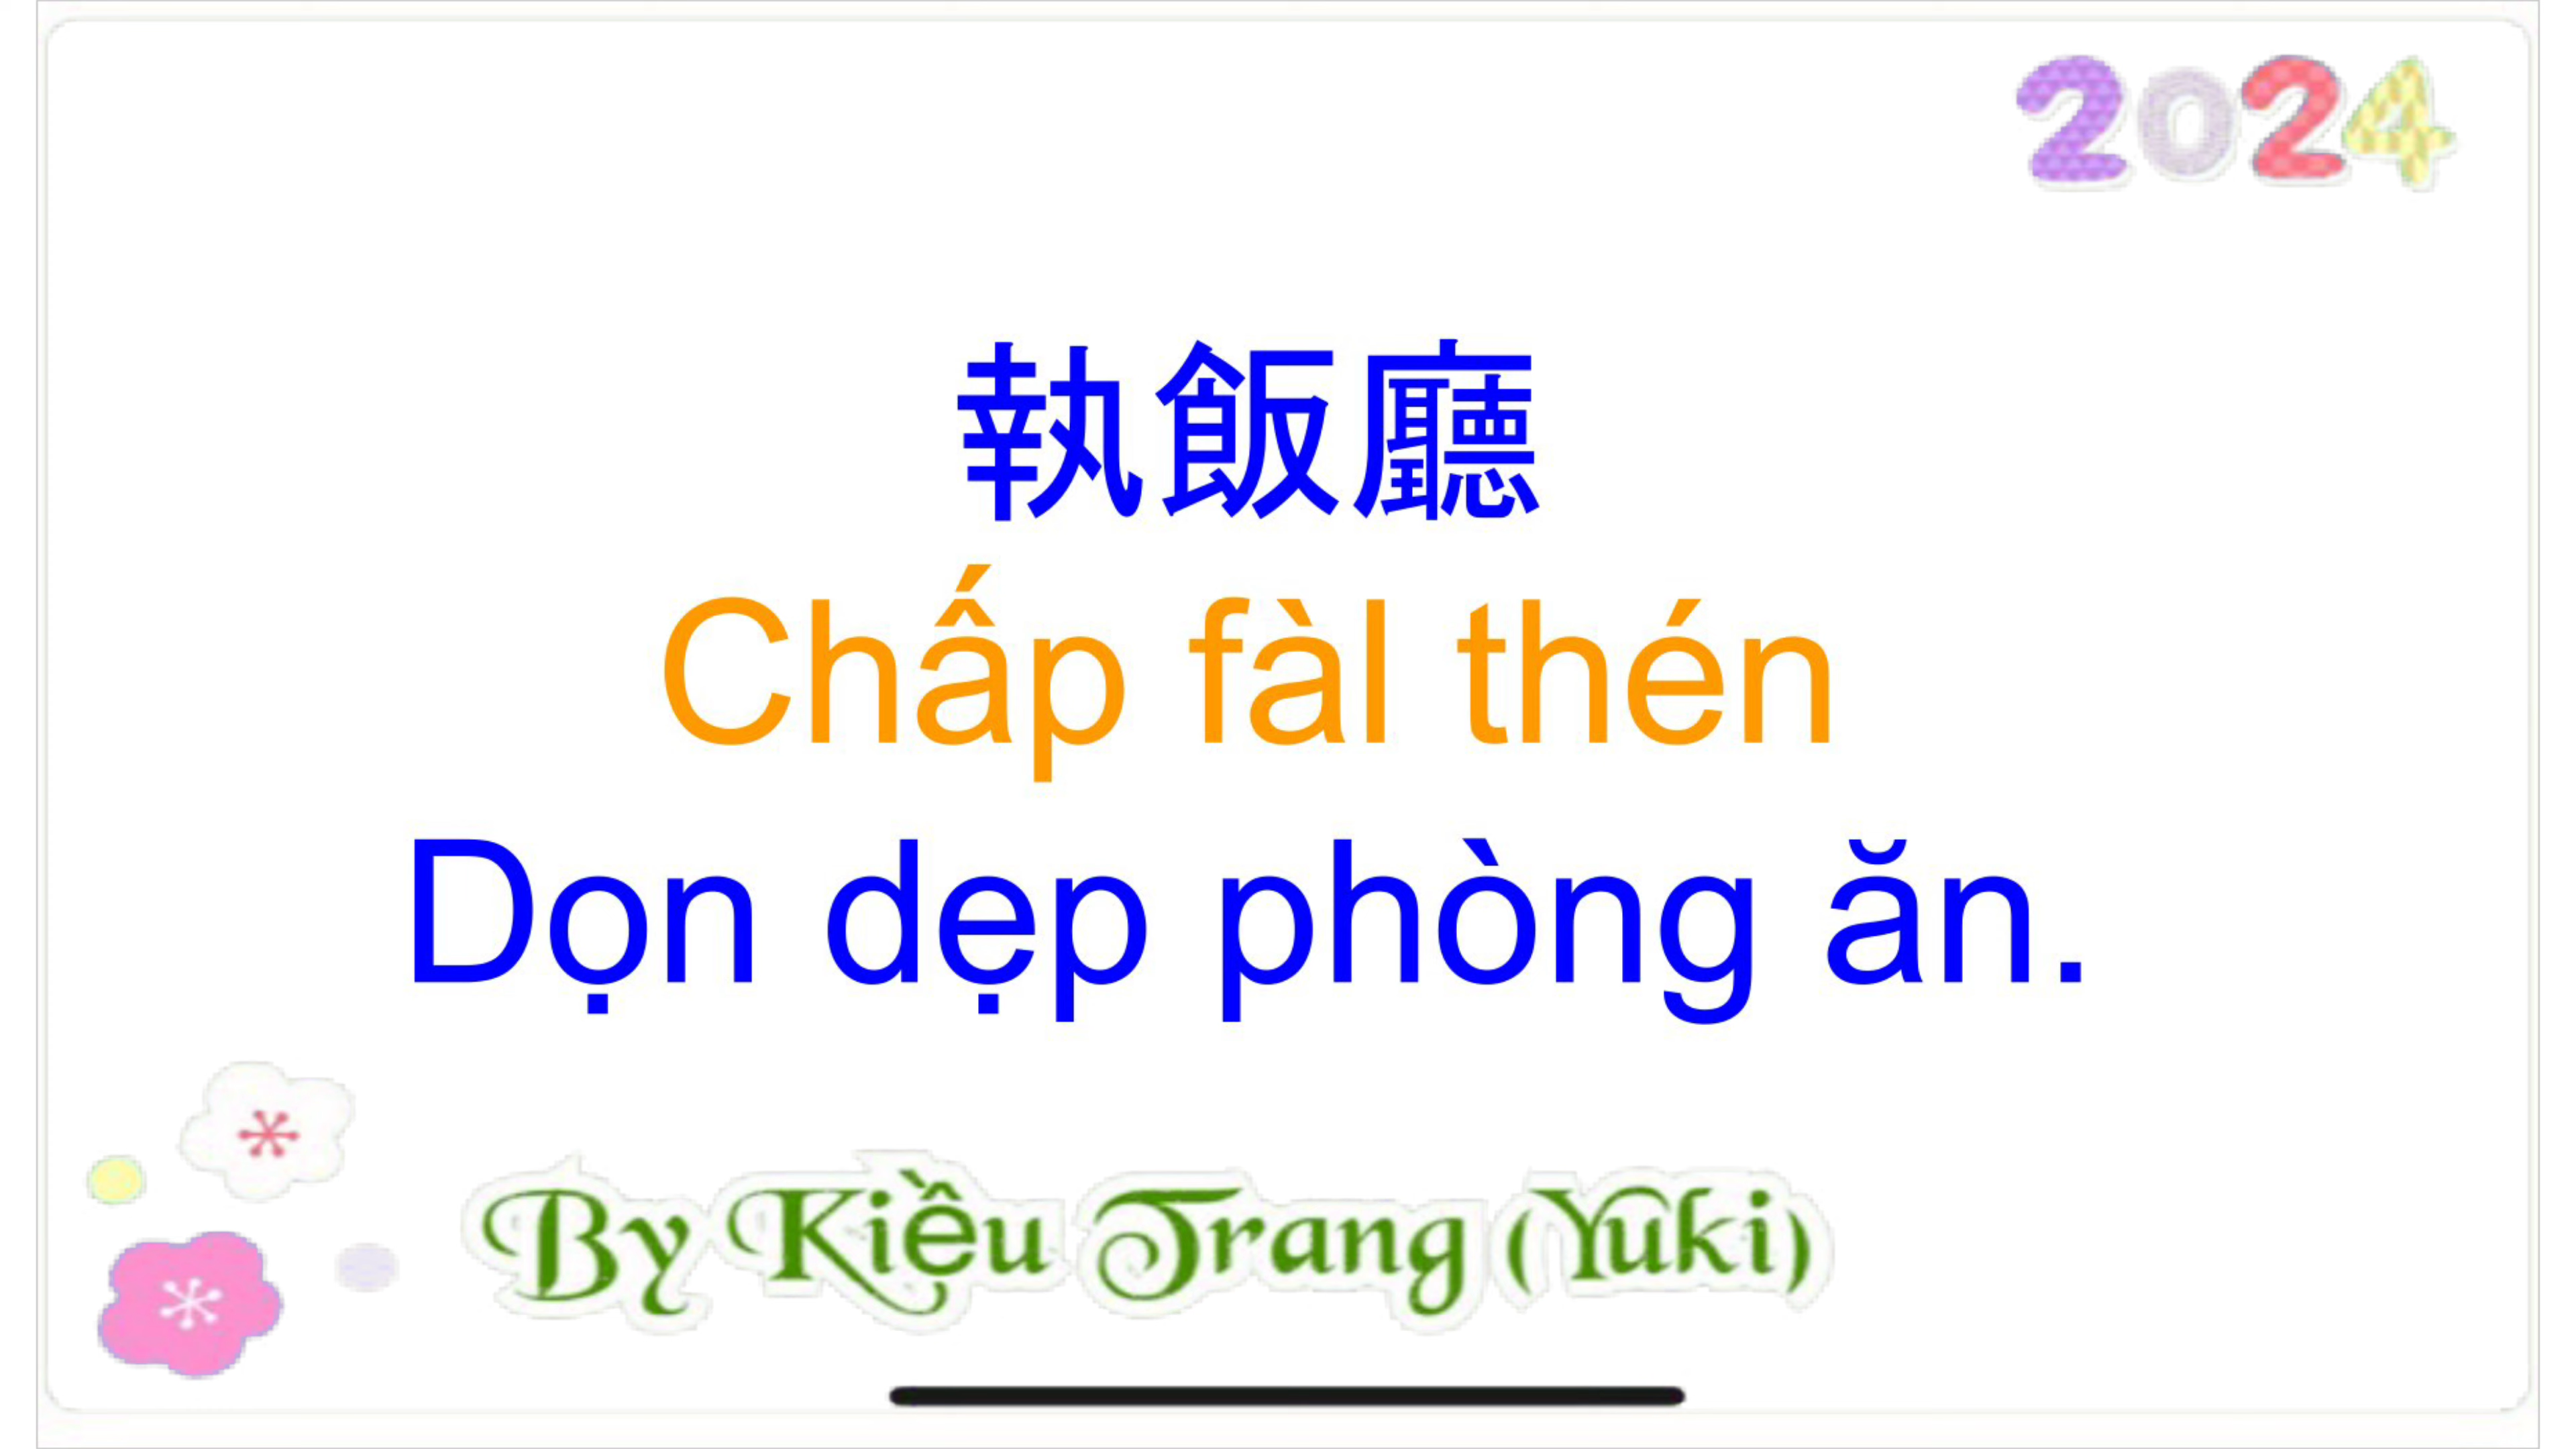 2024
執飯廳
Chấp fàl thén
Dọn dẹp phòng ăn.
By Kiều Trang (Yuki)